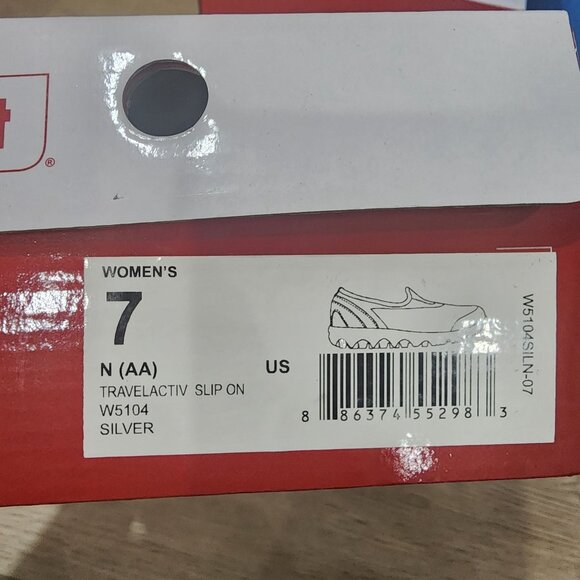 ®
WOMEN'S
7
N (AA)
US
TRAVELACTIV SLIP ON
W5104
SILVER
W5104SILN-07
8 86374 55298 3